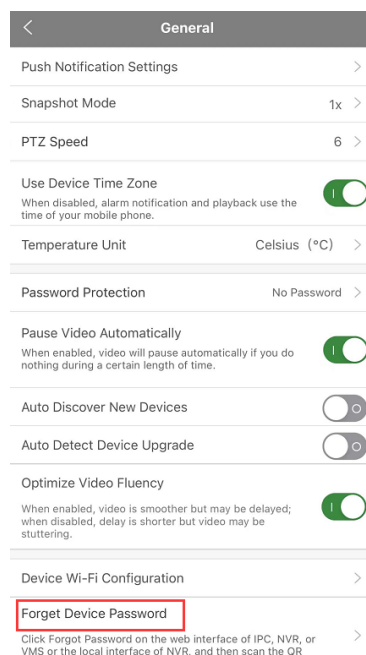 General
Push Notification Settings
Snapshot Mode 1x
PTZ Speed 6
Use Device Time Zone
When disabled, alarm notification and playback use the
time of your mobile phone.
Temperature Unit Celsius (°C)
Password Protection No Password
Pause Video Automatically
When enabled, video will pause automatically if you do
nothing during a certain length of time.
Auto Discover New Devices
Auto Detect Device Upgrade
Optimize Video Fluency
When enabled, video is smoother but may be delayed;
when disabled, delay is shorter but video may be
stuttering.
Device Wi-Fi Configuration
Forget Device Password
Click Forgot Password on the web interface of IPC, NVR, or
VMS or the local interface of NVR, and then scan the QR